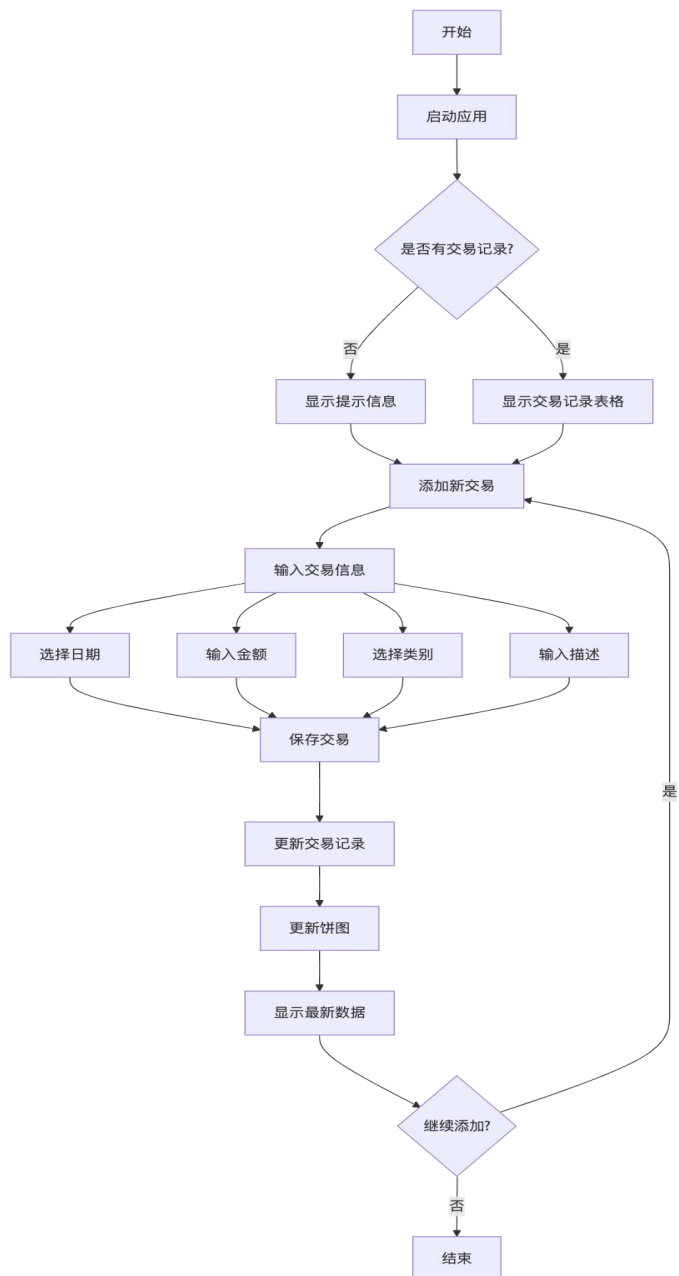 开始
启动应用
是否有交易记录?
否
是
显示提示信息
显示交易记录表格
添加新交易
输入交易信息
选择日期
输入金额
选择类别
输入描述
保存交易
是
更新交易记录
更新饼图
显示最新数据
继续添加?
否
结束